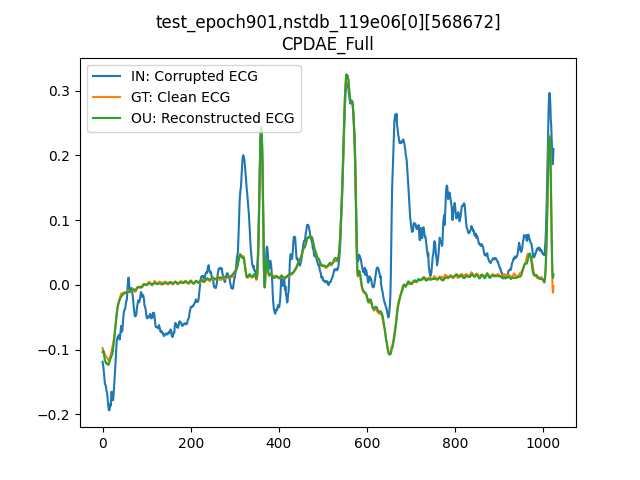 test_epoch901,nstdb_119e06[0][568672]
CPDAE_Full
IN: Corrupted ECG
GT: Clean ECG
OU: Reconstructed ECG
0.3
0.2
0.1
0.0
−0.1
−0.2
0 200 400 600 800 1000